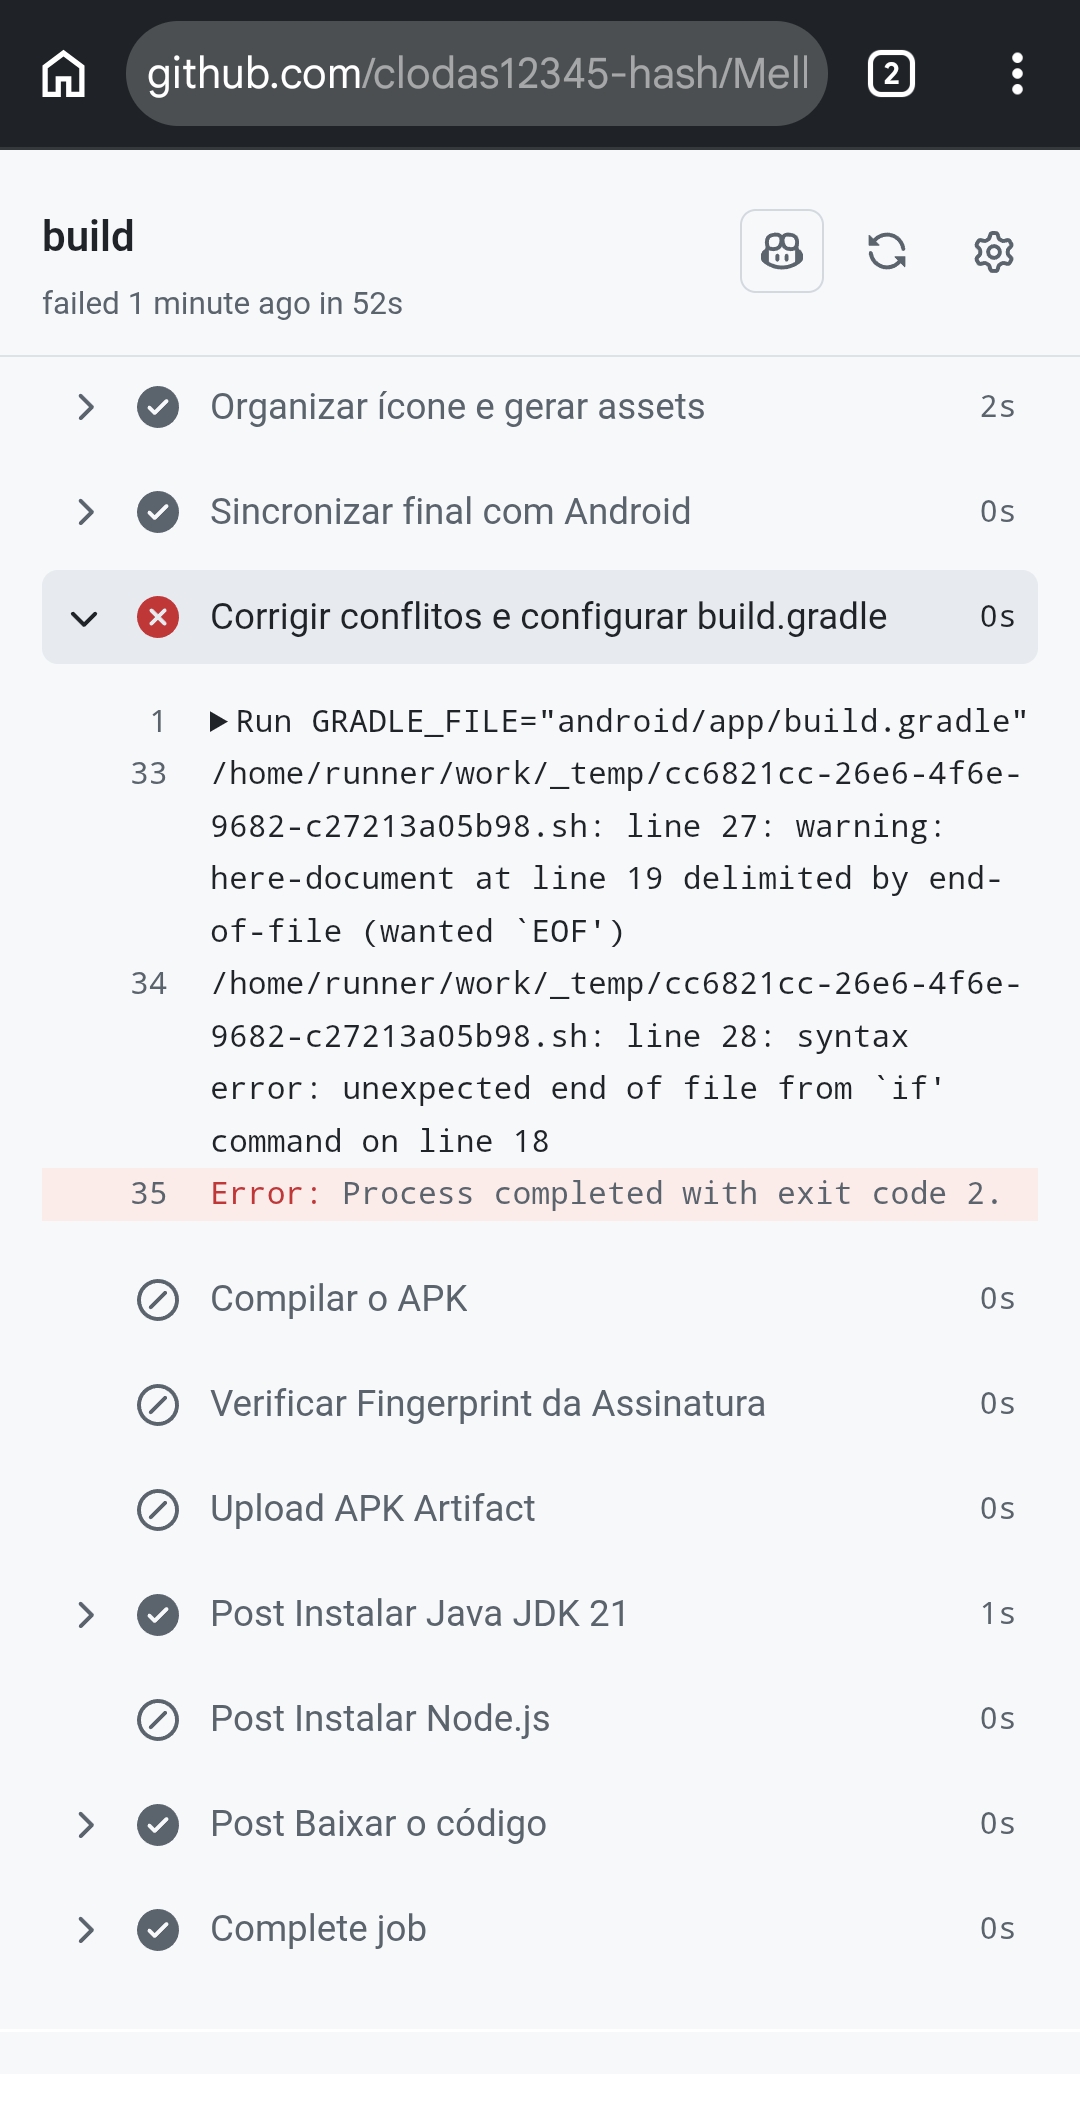 github.com/clodas12345-hash/Mell
2
build
failed 1 minute ago in 52s
Organizar ícone e gerar assets 2s
Sincronizar final com Android 0s
Corrigir conflitos e configurar build.gradle 0s
1 Run GRADLE_FILE="android/app/build.gradle"
33 /home/runner/work/_temp/cc6821cc-26e6-4f6e-
9682-c27213a05b98.sh: line 27: warning:
here-document at line 19 delimited by end-
of-file (wanted `EOF')
34 /home/runner/work/_temp/cc6821cc-26e6-4f6e-
9682-c27213a05b98.sh: line 28: syntax
error: unexpected end of file from `if'
command on line 18
35 Error: Process completed with exit code 2.
Compilar o APK 0s
Verificar Fingerprint da Assinatura 0s
Upload APK Artifact 0s
Post Instalar Java JDK 21 1s
Post Instalar Node.js 0s
Post Baixar o código 0s
Complete job 0s